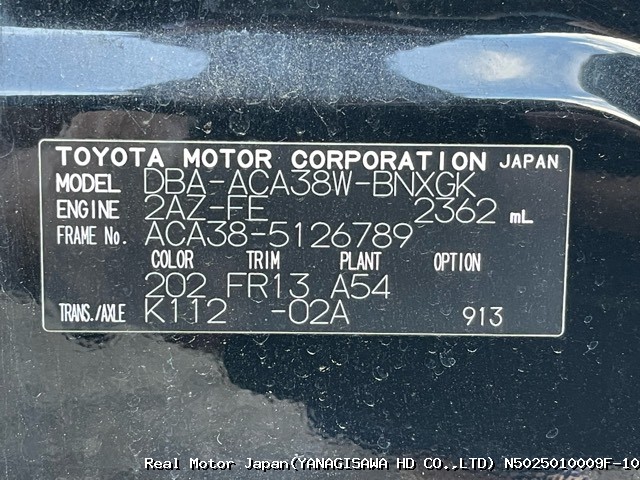 TOYOTA MOTOR CORPORATION JAPAN
MODEL DBA-ACA38W-BNXGK
ENGINE 2AZ-FE 2362 mL
FRAME No. ACA38-5126789
COLOR TRIM PLANT OPTION
202 FR13 A54
TRANS./AXLE K112 -02A 913
Real Motor Japan(YANAGISAWA HD CO.,LTD) N5025010009F-10